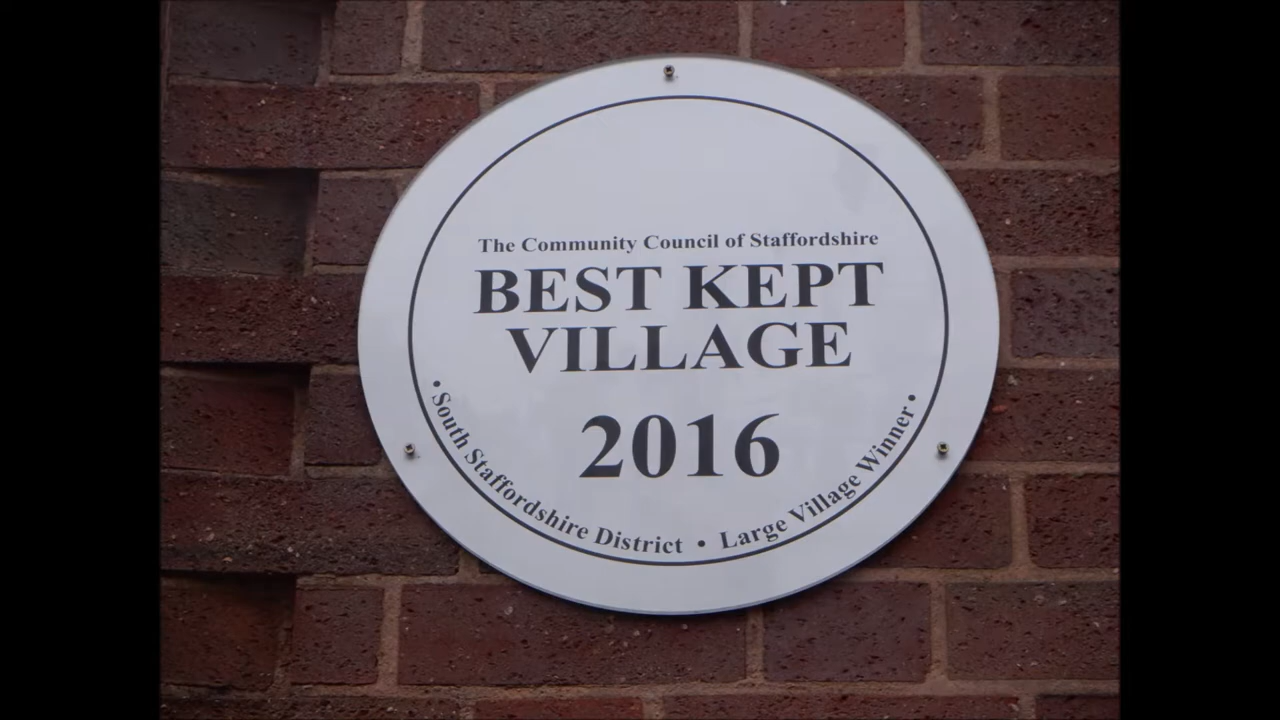 The Community Council of Staffordshire
BEST KEPT
VILLAGE
2016
• South Staffordshire District • Large Village Winner •